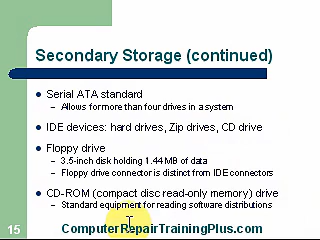 Secondary Storage (continued)
Serial ATA standard
– Allows for more than four drives in a system
IDE devices: hard drives, Zip drives, CD drive
Floppy drive
– 3.5-inch disk holding 1.44 MB of data
– Floppy drive connector is distinct from IDE connectors
CD-ROM (compact disc read-only memory) drive
– Standard equipment for reading software distributions
15
ComputerRepairTrainingPlus.com